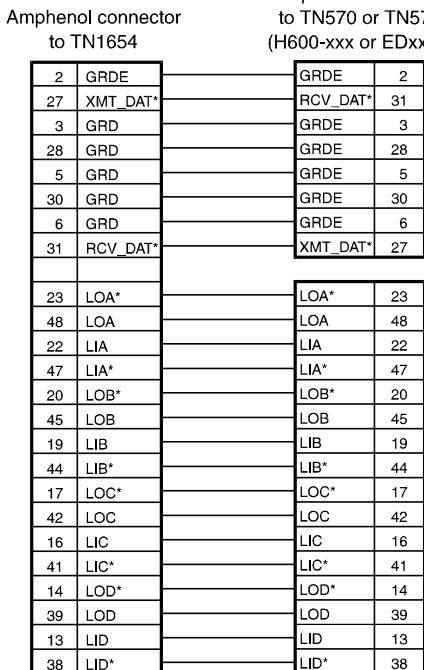 Amphenol connector
to TN1654
to TN570 or TN57
(H600-xxx or EDxx
2 GRDE GRDE 2
27 XMT_DAT* RCV_DAT* 31
3 GRD GRDE 3
28 GRD GRDE 28
5 GRD GRDE 5
30 GRD GRDE 30
6 GRD GRDE 6
31 RCV_DAT* XMT_DAT* 27
23 LOA* LOA* 23
48 LOA LOA 48
22 LIA LIA 22
47 LIA* LIA* 47
20 LOB* LOB* 20
45 LOB LOB 45
19 LIB LIB 19
44 LIB* LIB* 44
17 LOC* LOC* 17
42 LOC LOC 42
16 LIC LIC 16
41 LIC* LIC* 41
14 LOD* LOD* 14
39 LOD LOD 39
13 LID LID 13
38 LID* LID* 38